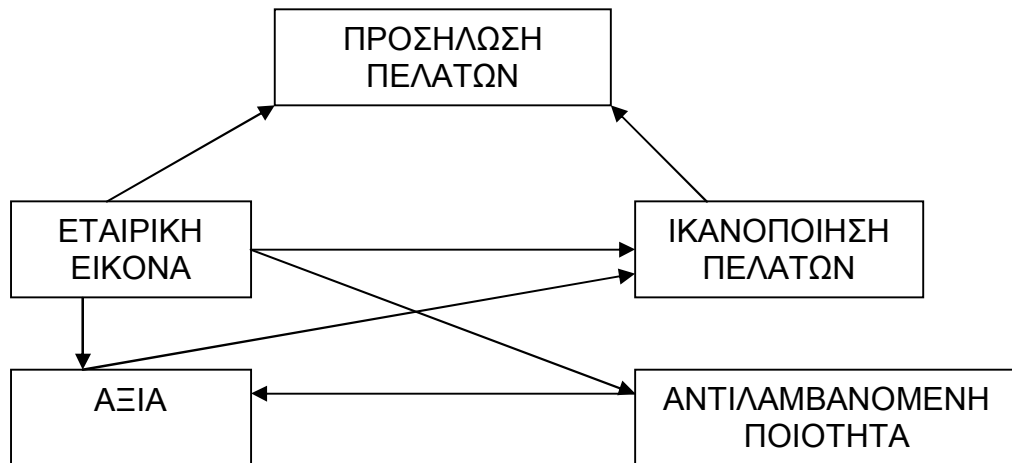 ΠΡΟΣΗΛΩΣΗ
ΠΕΛΑΤΩΝ
ΕΤΑΙΡΙΚΗ
ΕΙΚΟΝΑ
ΙΚΑΝΟΠΟΙΗΣΗ
ΠΕΛΑΤΩΝ
ΑΞΙΑ
ΑΝΤΙΛΑΜΒΑΝΟΜΕΝΗ
ΠΟΙΟΤΗΤΑ